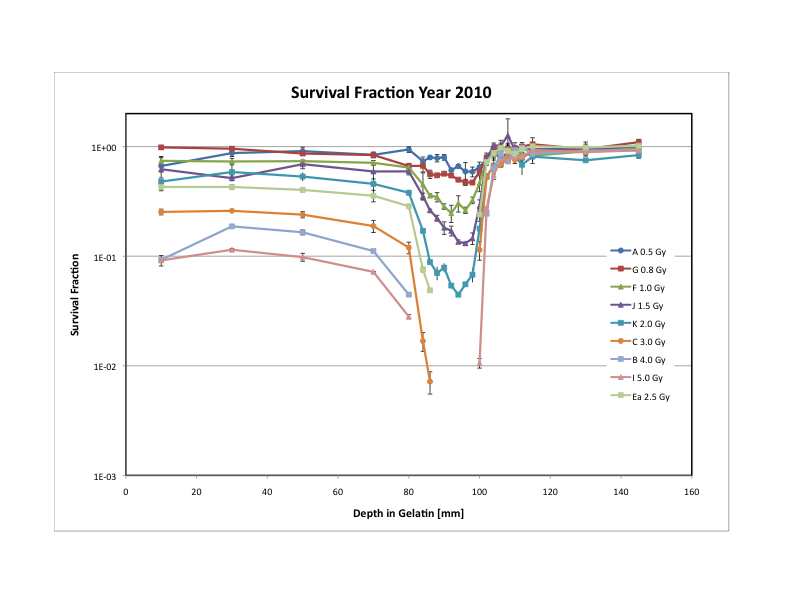 Survival Fraction Year 2010
1E+00
1E-01
1E-02
1E-03
Survival Fraction
0 20 40 60 80 100 120 140 160
Depth in Gelatin [mm]
A 0.5 Gy
G 0.8 Gy
F 1.0 Gy
J 1.5 Gy
K 2.0 Gy
C 3.0 Gy
B 4.0 Gy
I 5.0 Gy
Ea 2.5 Gy